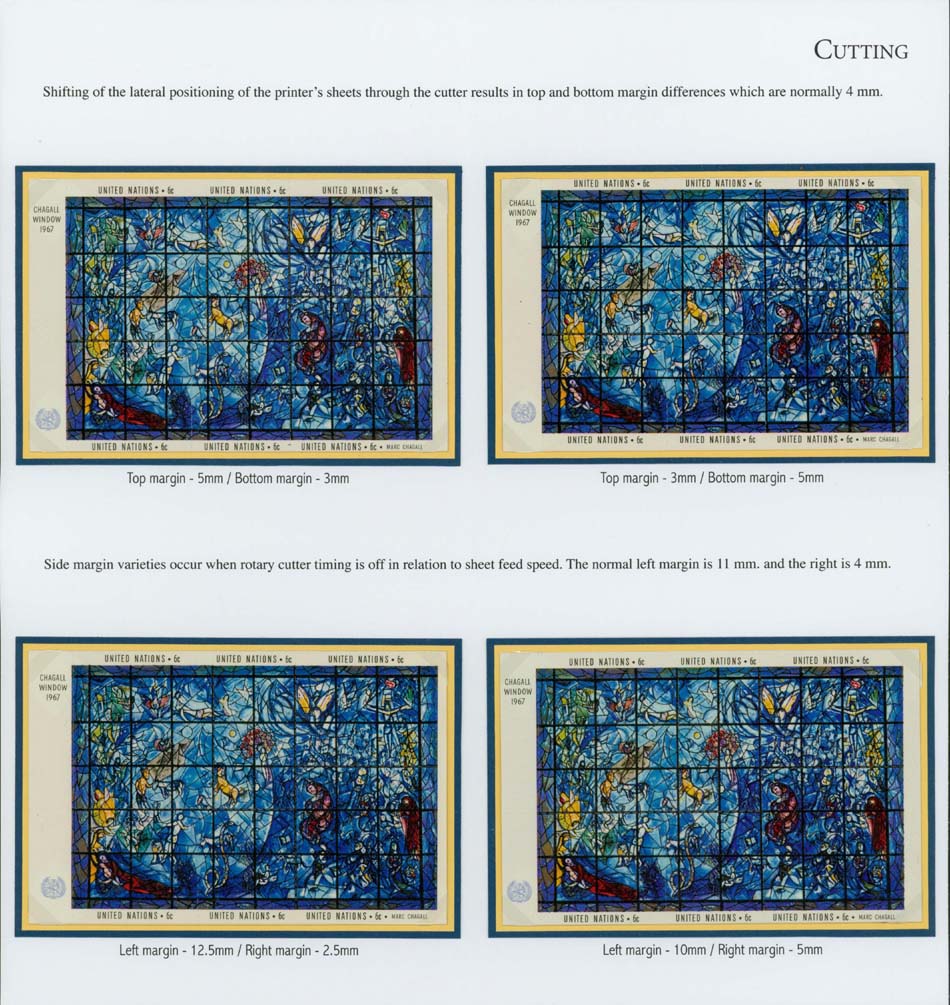 CUTTING
Shifting of the lateral positioning of the printer's sheets through the cutter results in top and bottom margin differences which are normally 4 mm.
UNITED NATIONS • 6c UNITED NATIONS • 6c UNITED NATIONS • 6c
CHAGALL
WINDOW
1967
UNITED NATIONS • 6c UNITED NATIONS • 6c UNITED NATIONS • 6c • MARC CHAGALL
Top margin - 5mm / Bottom margin - 3mm
UNITED NATIONS • 6c UNITED NATIONS • 6c UNITED NATIONS • 6c
CHAGALL
WINDOW
1967
UNITED NATIONS • 6c UNITED NATIONS • 6c UNITED NATIONS • 6c • MARC CHAGALL
Top margin - 3mm / Bottom margin - 5mm
Side margin varieties occur when rotary cutter timing is off in relation to sheet feed speed. The normal left margin is 11 mm. and the right is 4 mm.
UNITED NATIONS • 6c UNITED NATIONS • 6c UNITED NATIONS • 6c
CHAGALL
WINDOW
1967
UNITED NATIONS • 6c UNITED NATIONS • 6c UNITED NATIONS • 6c • MARC CHAGALL
Left margin - 12.5mm / Right margin - 2.5mm
UNITED NATIONS • 6c UNITED NATIONS • 6c UNITED NATIONS • 6c
CHAGALL
WINDOW
1967
UNITED NATIONS • 6c UNITED NATIONS • 6c UNITED NATIONS • 6c • MARC CHAGALL
Left margin - 10mm / Right margin - 5mm